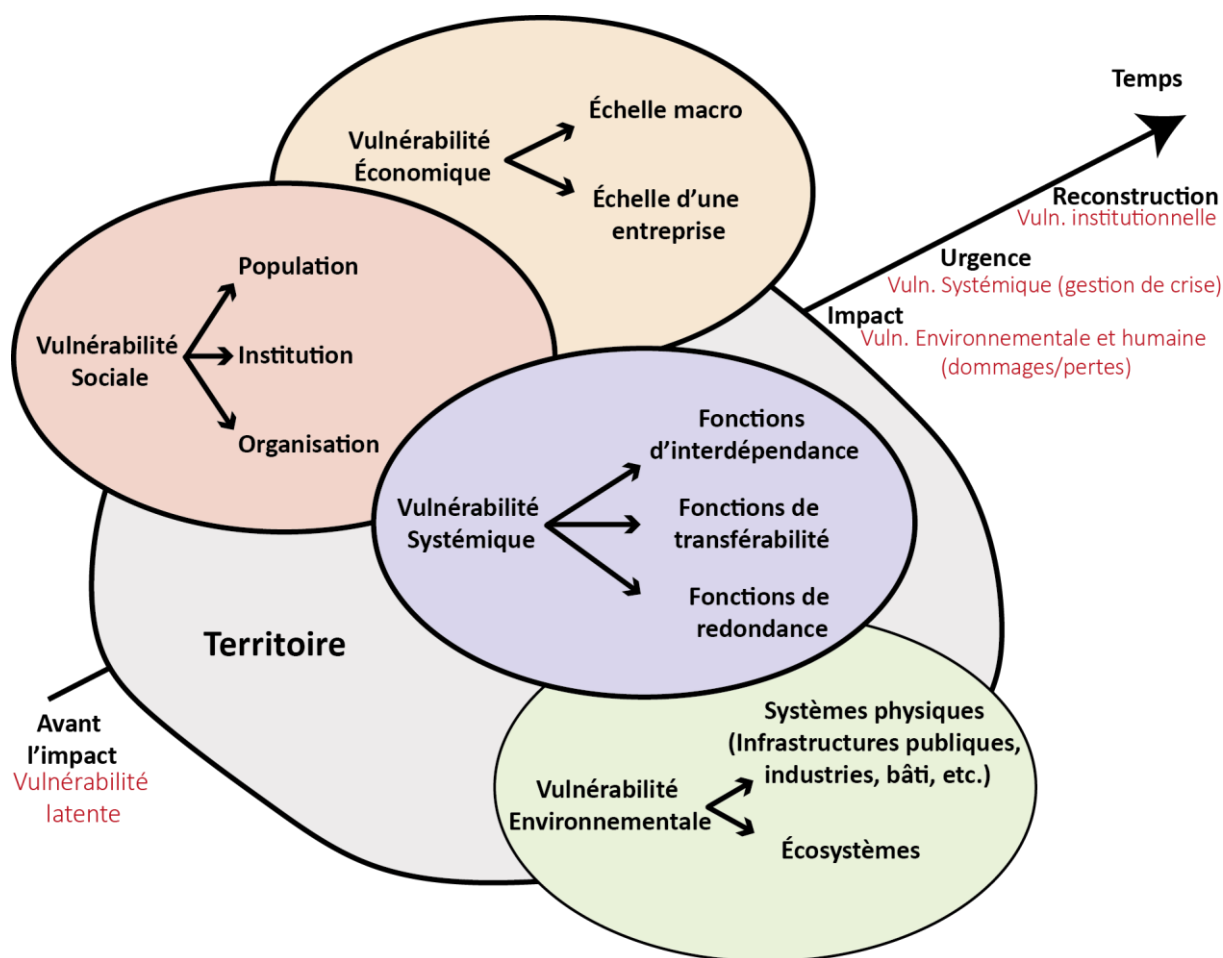 Temps
Échelle macro
Vulnérabilité
Économique
Échelle d'une
entreprise
Reconstruction
Vuln. institutionnelle
Urgence
Vuln. Systémique (gestion de crise)
Impact
Vuln. Environnementale et humaine
(dommages/pertes)
Population
Vulnérabilité
Sociale
Institution
Organisation
Fonctions
d'interdépendance
Vulnérabilité
Systémique
Fonctions de
transférabilité
Fonctions de
redondance
Territoire
Avant
l'impact
Vulnérabilité
latente
Systèmes physiques
(Infrastructures publiques,
industries, bâti, etc.)
Vulnérabilité
Environnementale
Écosystèmes